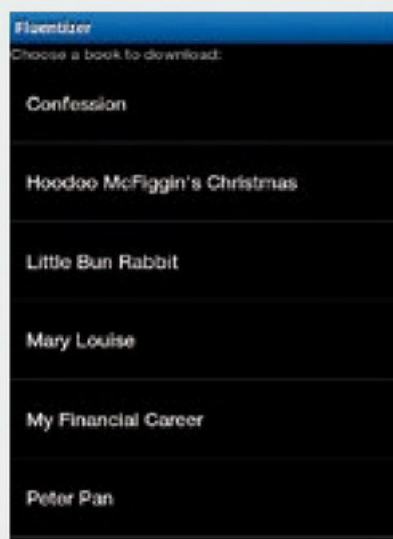 Fluentizer
Choose a book to download:
Confession
Hoodoo McFiggin's Christmas
Little Bun Rabbit
Mary Louise
My Financial Career
Peter Pan